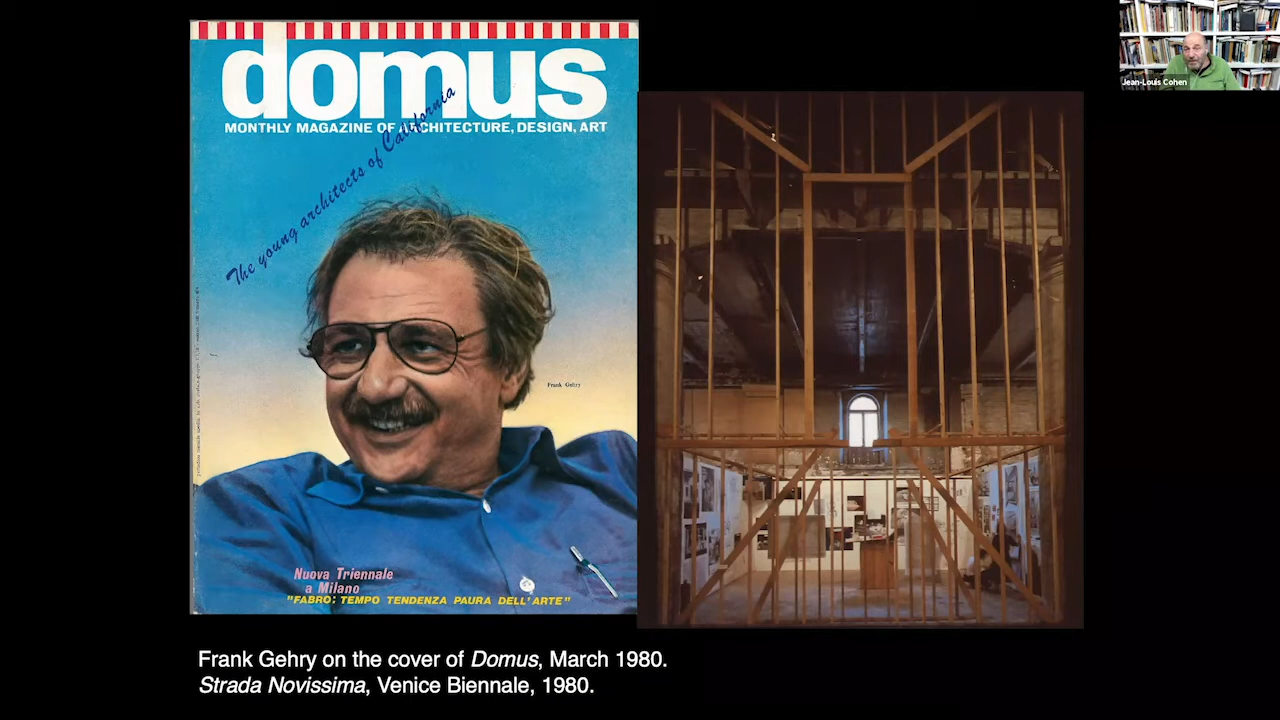 domus
MONTHLY MAGAZINE OF ARCHITECTURE, DESIGN, ART
The young architects of California
Frank Gehry
Nuova Triennale
a Milano
"FABRO: TEMPO TENDENZA PAURA DELL'ARTE"
Jean-Louis Cohen
Frank Gehry on the cover of Domus, March 1980.
Strada Novissima, Venice Biennale, 1980.